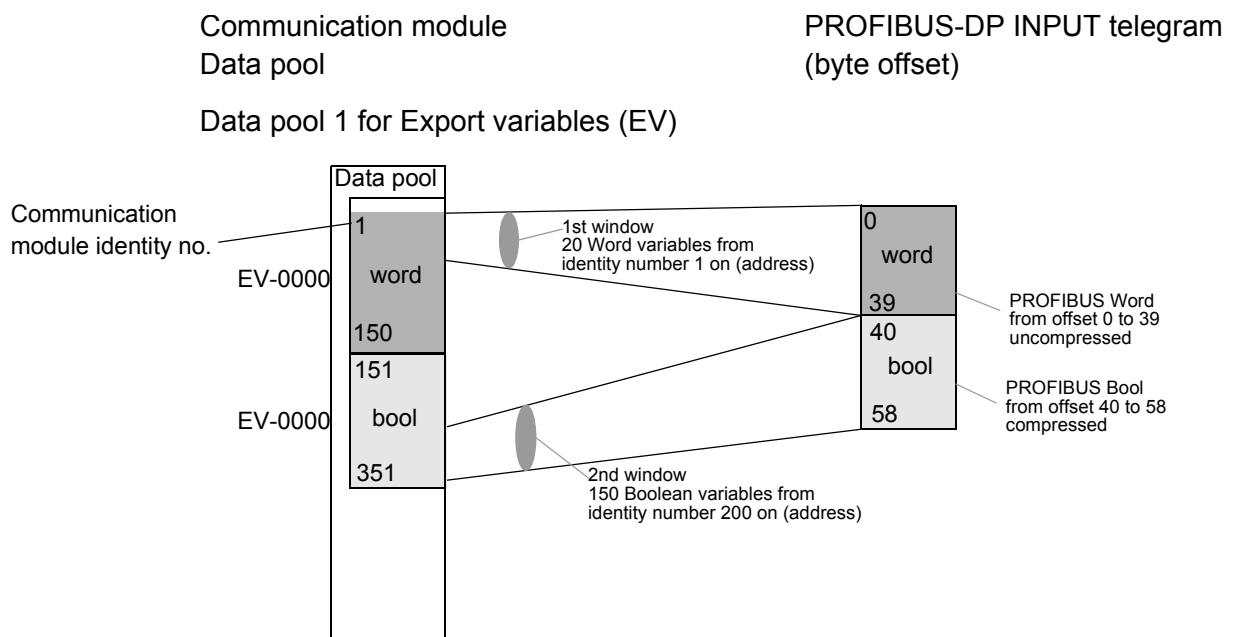 Communication module
Data pool
PROFIBUS-DP INPUT telegram
(byte offset)
Data pool 1 for Export variables (EV)
Data pool
Communication
module identity no.
1
EV-0000
word
150
151
EV-0000
bool
351
1st window
20 Word variables from
identity number 1 on (address)
2nd window
150 Boolean variables from
identity number 200 on (address)
0
word
39
40
bool
58
PROFIBUS Word
from offset 0 to 39
uncompressed
PROFIBUS Bool
from offset 40 to 58
compressed